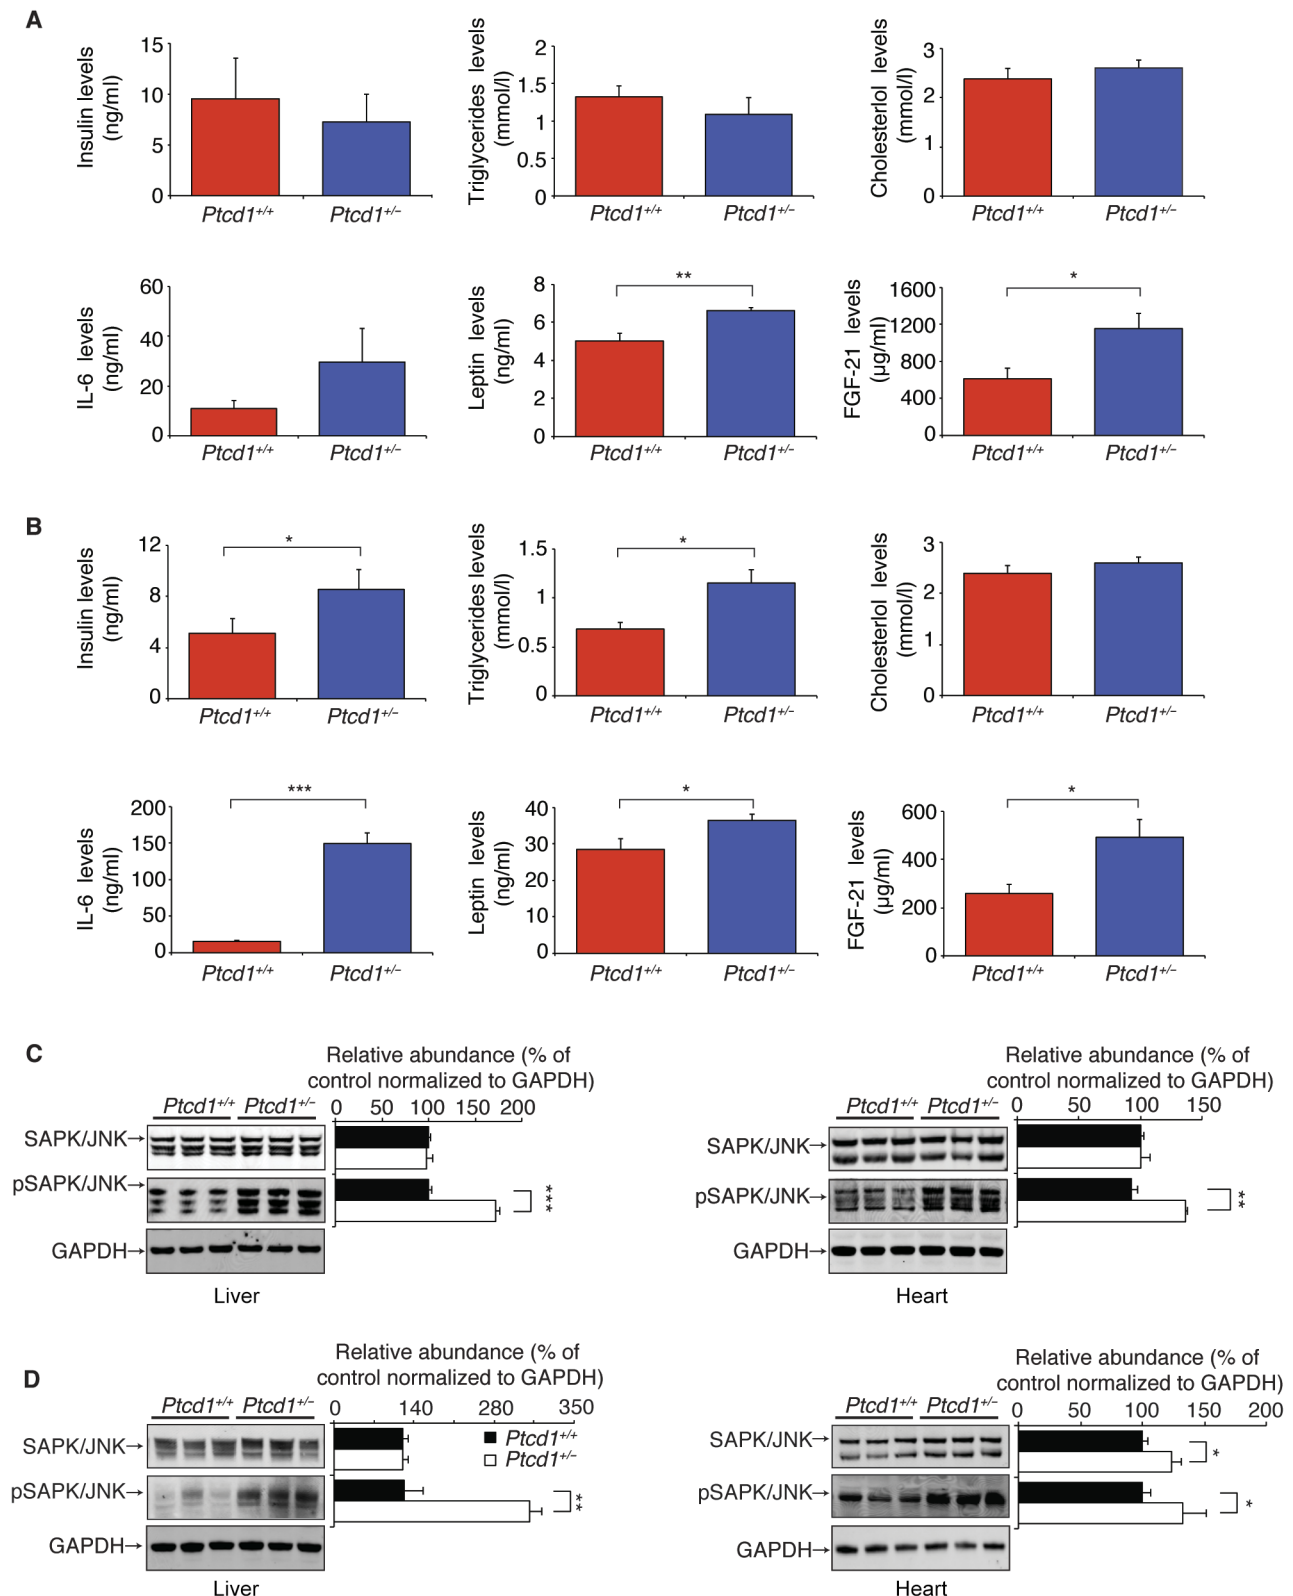 A
Insulin levels
(ng/ml)
15
10
5
0
Ptcd1+/+
Ptcd1+/–
Triglycerides levels
(mmol/l)
2
1.5
1
0.5
0
Ptcd1+/+
Ptcd1+/–
Cholesterlol levels
(mmol/l)
3
2
1
0
Ptcd1+/+
Ptcd1+/–
IL-6 levels
(ng/ml)
60
40
20
0
Ptcd1+/+
Ptcd1+/–
Leptin levels
(ng/ml)
8
6
4
2
0
**
Ptcd1+/+
Ptcd1+/–
FGF-21 levels
(µg/ml)
1600
1200
800
400
0
*
Ptcd1+/+
Ptcd1+/–
B
Insulin levels
(ng/ml)
12
8
4
0
*
Ptcd1+/+
Ptcd1+/–
Triglycerides levels
(mmol/l)
1.5
1
0.5
0
*
Ptcd1+/+
Ptcd1+/–
Cholesterlol levels
(mmol/l)
3
2
1
0
Ptcd1+/+
Ptcd1+/–
IL-6 levels
(ng/ml)
200
150
100
50
0
***
Ptcd1+/+
Ptcd1+/–
Leptin levels
(ng/ml)
40
30
20
10
0
*
Ptcd1+/+
Ptcd1+/–
FGF-21 levels
(µg/ml)
600
400
200
0
*
Ptcd1+/+
Ptcd1+/–
C
Relative abundance (% of
control normalized to GAPDH)
Ptcd1+/+ Ptcd1+/–
0 50 100 150 200
SAPK/JNK→
pSAPK/JNK→
***
GAPDH→
Liver
Relative abundance (% of
control normalized to GAPDH)
Ptcd1+/+ Ptcd1+/–
0 50 100 150
SAPK/JNK→
pSAPK/JNK→
**
GAPDH→
Heart
D
Relative abundance (% of
control normalized to GAPDH)
Ptcd1+/+ Ptcd1+/–
0 140 280 350
Ptcd1+/+
Ptcd1+/–
SAPK/JNK→
pSAPK/JNK→
**
GAPDH→
Liver
Relative abundance (% of
control normalized to GAPDH)
Ptcd1+/+ Ptcd1+/–
0 50 100 150 200
SAPK/JNK→
*
pSAPK/JNK→
*
GAPDH→
Heart